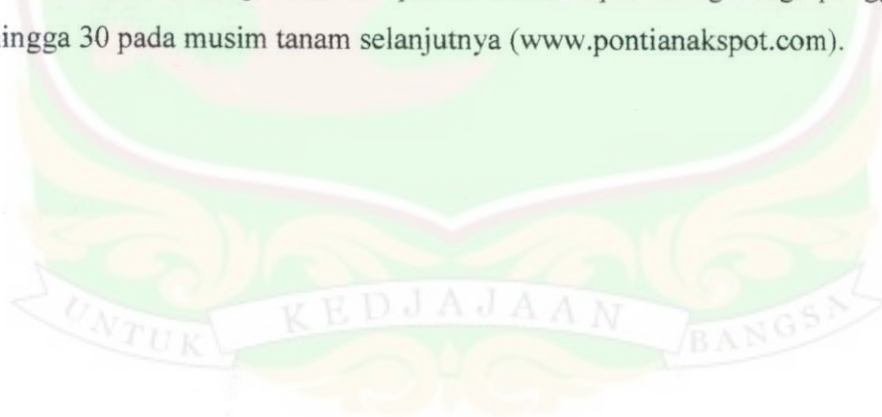 ingga 30 pada musim tanam selanjutnya (www.pontianakspot.com).
UNTUK KEDJAJAAN BANGSA